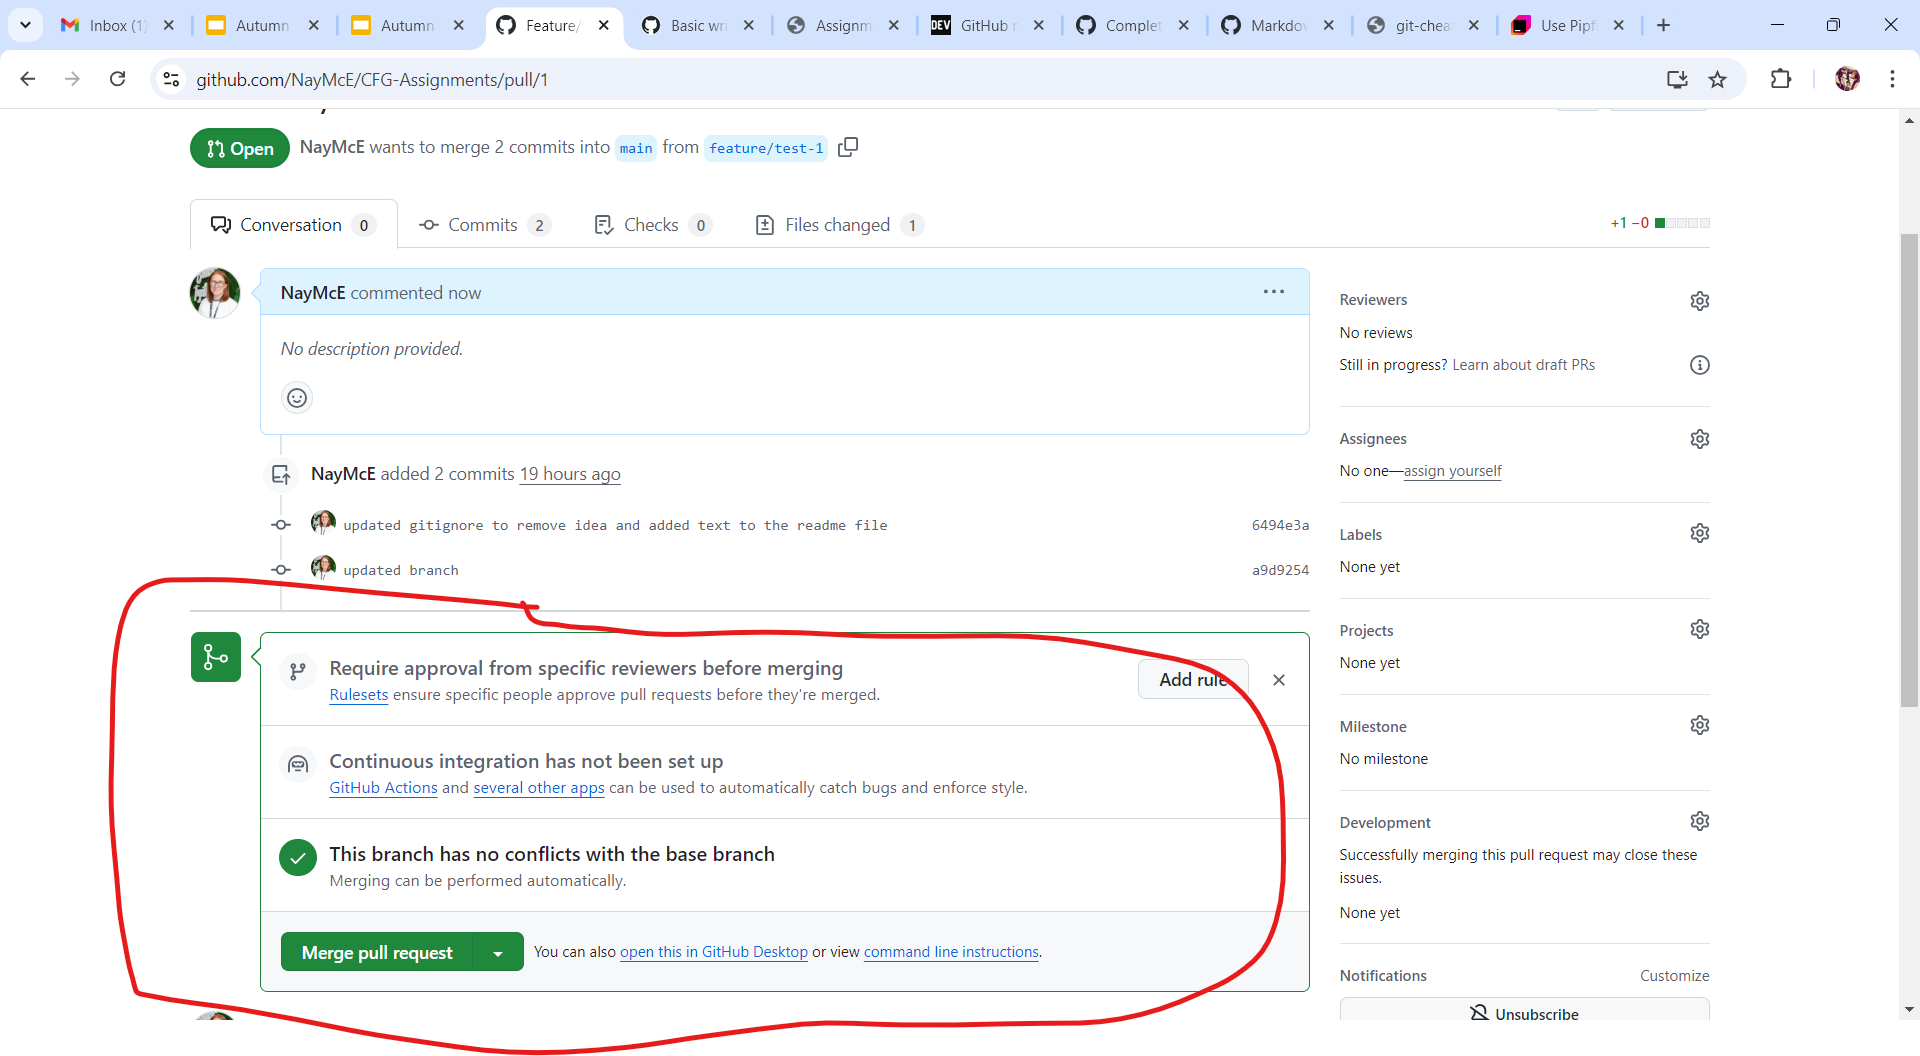 Inbox (1)
Autumn
Autumn
Feature/
Basic wri
Assignm
DEV
GitHub r
Complet
Markdov
git-chea
Use Pipfi
github.com/NayMcE/CFG-Assignments/pull/1
Open
NayMcE wants to merge 2 commits into main from feature/test-1
Conversation 0
Commits 2
Checks 0
Files changed 1
+1 −0
NayMcE commented now
No description provided.
NayMcE added 2 commits 19 hours ago
updated gitignore to remove idea and added text to the readme file 6494e3a
updated branch a9d9254
Require approval from specific reviewers before merging
Rulesets ensure specific people approve pull requests before they're merged.
Add rule
Continuous integration has not been set up
GitHub Actions and several other apps can be used to automatically catch bugs and enforce style.
This branch has no conflicts with the base branch
Merging can be performed automatically.
Merge pull request
You can also open this in GitHub Desktop or view command line instructions.
Reviewers
No reviews
Still in progress? Learn about draft PRs
Assignees
No one—assign yourself
Labels
None yet
Projects
None yet
Milestone
No milestone
Development
Successfully merging this pull request may close these
issues.
None yet
Notifications Customize
Unsubscribe